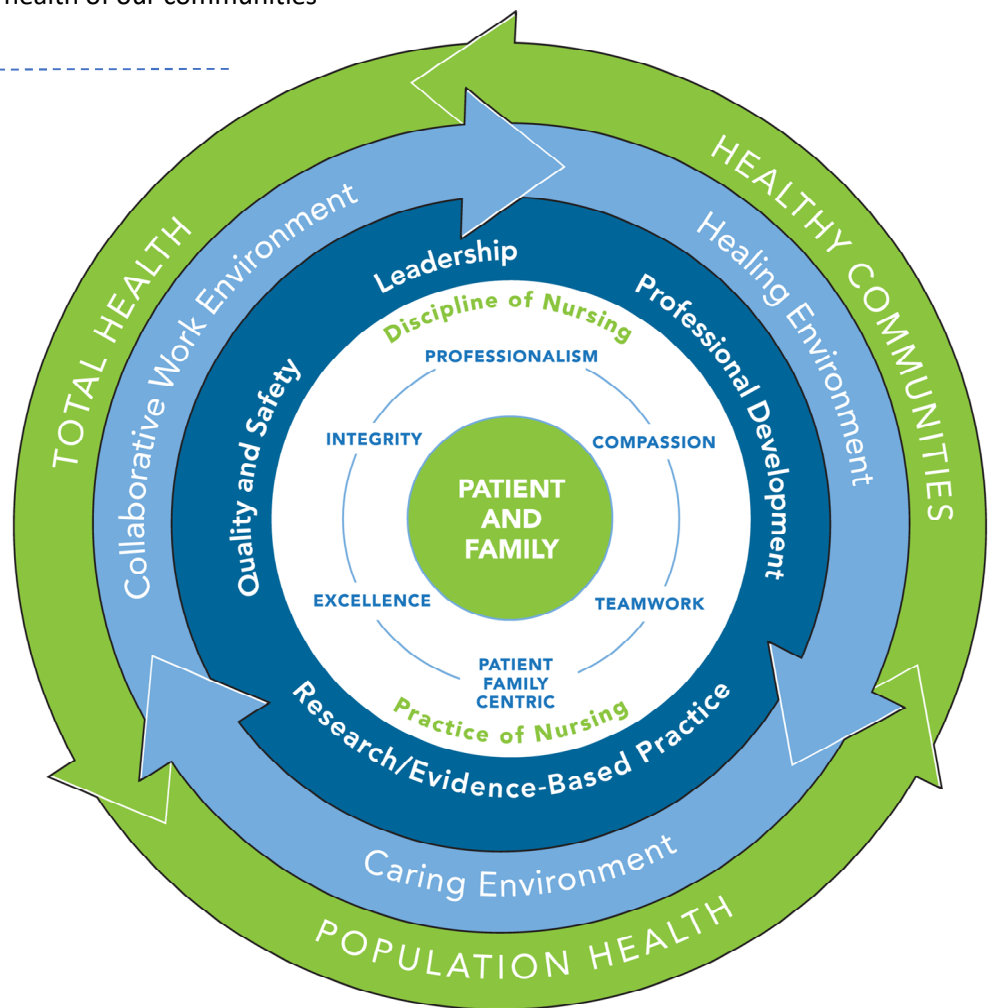 health of our communities
TOTAL HEALTH
HEALTHY COMMUNITIES
POPULATION HEALTH
Collaborative Work Environment
Healing Environment
Caring Environment
Leadership
Professional Development
Quality and Safety
Research/Evidence-Based Practice
Discipline of Nursing
PROFESSIONALISM
INTEGRITY
COMPASSION
PATIENT
AND
FAMILY
EXCELLENCE
TEAMWORK
PATIENT
FAMILY
CENTRIC
Practice of Nursing